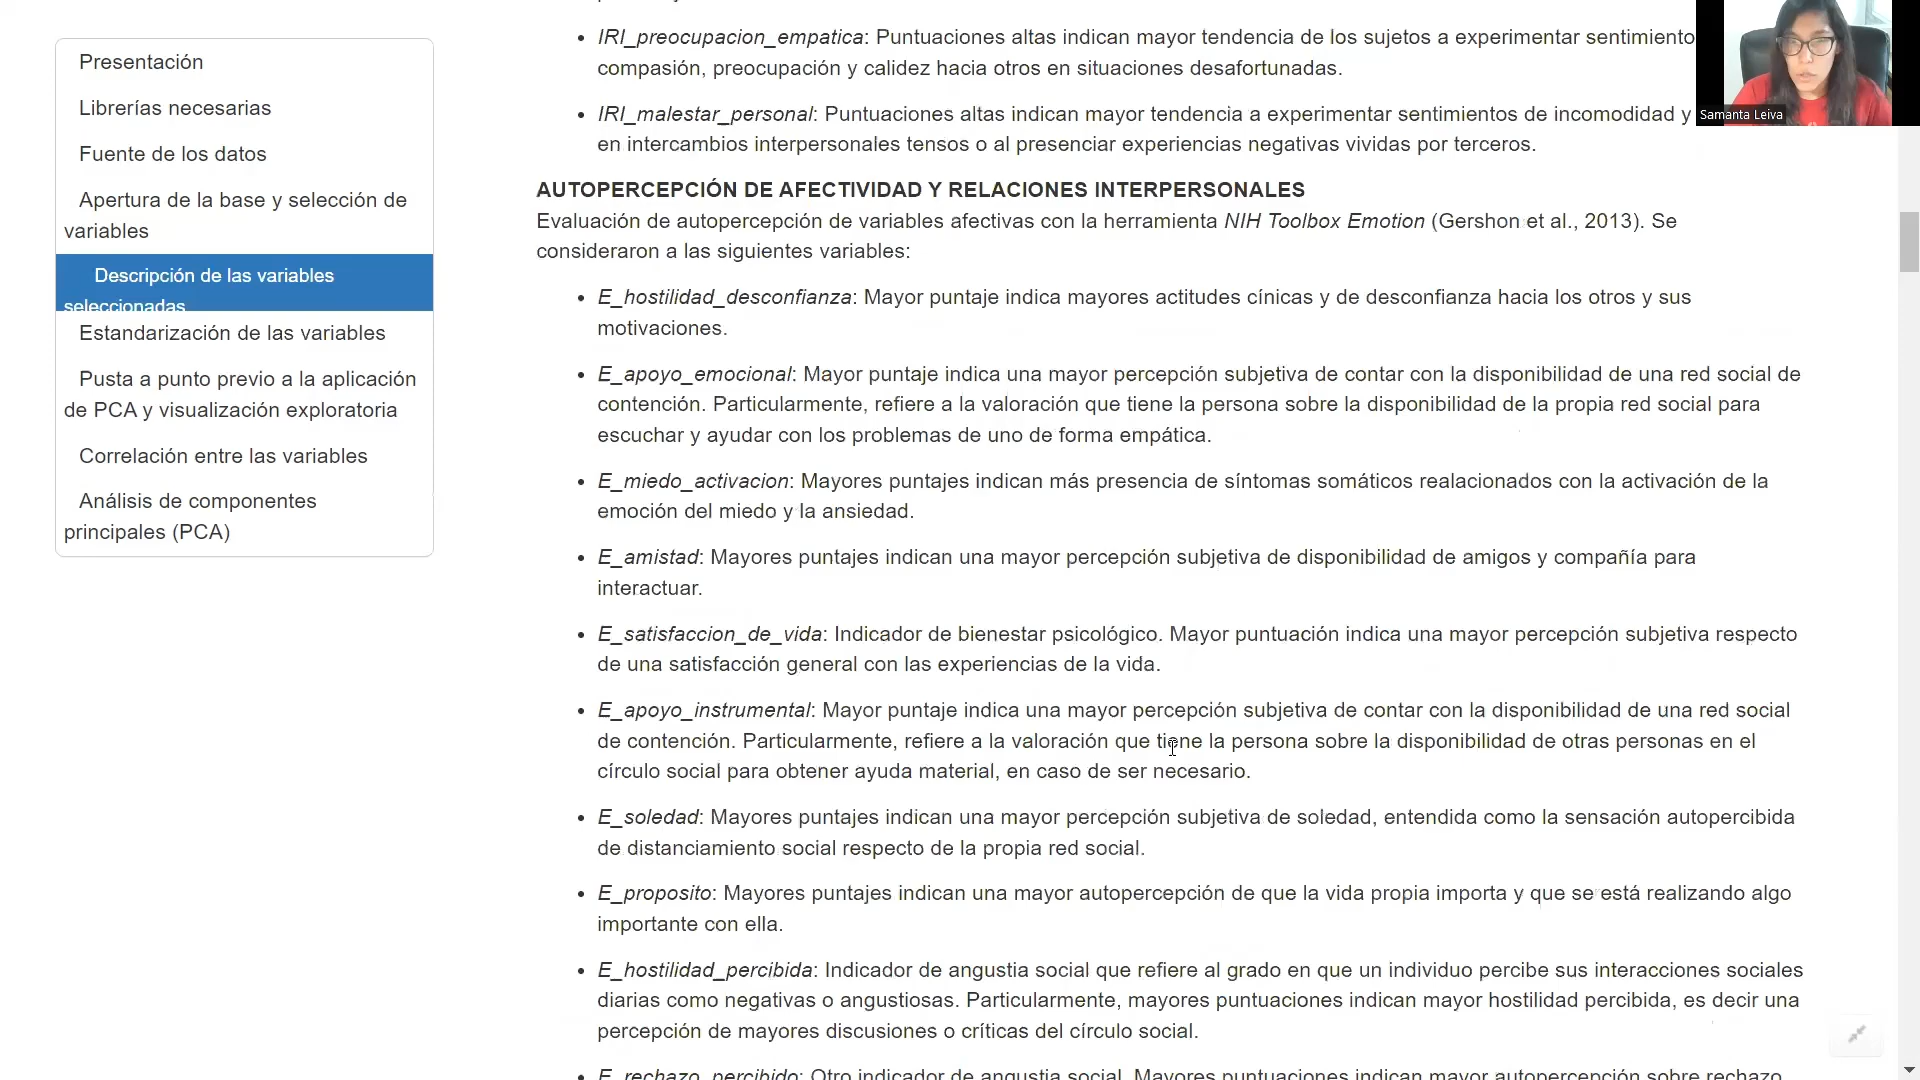 Presentación
Librerías necesarias
Fuente de los datos
Apertura de la base y selección de
variables
Descripción de las variables
seleccionadas
Estandarización de las variables
Pusta a punto previo a la aplicación
de PCA y visualización exploratoria
Correlación entre las variables
Análisis de componentes
principales (PCA)
• IRI_preocupacion_empatica: Puntuaciones altas indican mayor tendencia de los sujetos a experimentar sentimiento
compasión, preocupación y calidez hacia otros en situaciones desafortunadas.
• IRI_malestar_personal: Puntuaciones altas indican mayor tendencia a experimentar sentimientos de incomodidad y
en intercambios interpersonales tensos o al presenciar experiencias negativas vividas por terceros.
AUTOPERCEPCIÓN DE AFECTIVIDAD Y RELACIONES INTERPERSONALES
Evaluación de autopercepción de variables afectivas con la herramienta NIH Toolbox Emotion (Gershon et al., 2013). Se
consideraron a las siguientes variables:
• E_hostilidad_desconfianza: Mayor puntaje indica mayores actitudes cínicas y de desconfianza hacia los otros y sus
motivaciones.
• E_apoyo_emocional: Mayor puntaje indica una mayor percepción subjetiva de contar con la disponibilidad de una red social de
contención. Particularmente, refiere a la valoración que tiene la persona sobre la disponibilidad de la propia red social para
escuchar y ayudar con los problemas de uno de forma empática.
• E_miedo_activacion: Mayores puntajes indican más presencia de síntomas somáticos realacionados con la activación de la
emoción del miedo y la ansiedad.
• E_amistad: Mayores puntajes indican una mayor percepción subjetiva de disponibilidad de amigos y compañía para
interactuar.
• E_satisfaccion_de_vida: Indicador de bienestar psicológico. Mayor puntuación indica una mayor percepción subjetiva respecto
de una satisfacción general con las experiencias de la vida.
• E_apoyo_instrumental: Mayor puntaje indica una mayor percepción subjetiva de contar con la disponibilidad de una red social
de contención. Particularmente, refiere a la valoración que tiene la persona sobre la disponibilidad de otras personas en el
círculo social para obtener ayuda material, en caso de ser necesario.
• E_soledad: Mayores puntajes indican una mayor percepción subjetiva de soledad, entendida como la sensación autopercibida
de distanciamiento social respecto de la propia red social.
• E_proposito: Mayores puntajes indican una mayor autopercepción de que la vida propia importa y que se está realizando algo
importante con ella.
• E_hostilidad_percibida: Indicador de angustia social que refiere al grado en que un individuo percibe sus interacciones sociales
diarias como negativas o angustiosas. Particularmente, mayores puntuaciones indican mayor hostilidad percibida, es decir una
percepción de mayores discusiones o críticas del círculo social.
• E_rechazo_percibido: Otro indicador de angustia social. Mayores puntuaciones indican mayor autopercepción sobre rechazo
Samanta Leiva